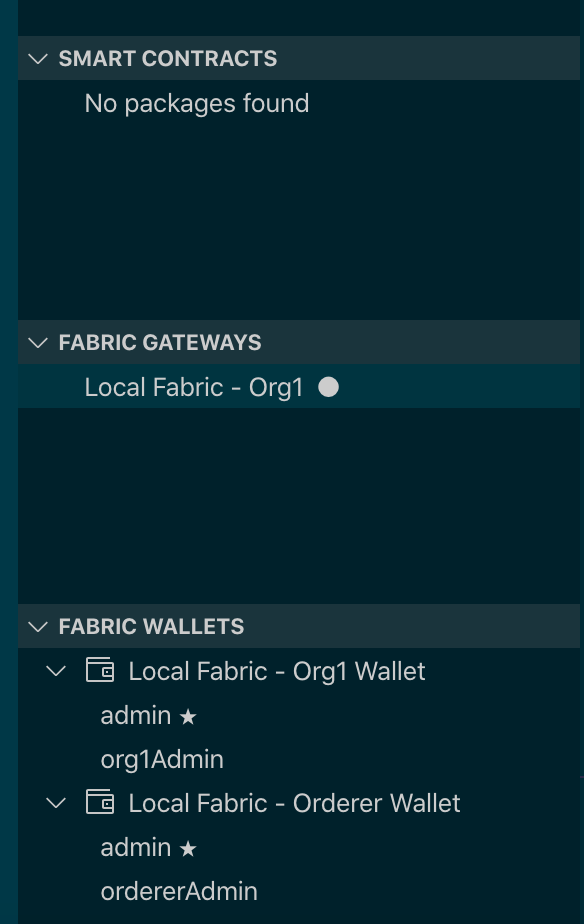 SMART CONTRACTS
No packages found
FABRIC GATEWAYS
Local Fabric - Org1
FABRIC WALLETS
Local Fabric - Org1 Wallet
admin ★
org1Admin
Local Fabric - Orderer Wallet
admin ★
ordererAdmin